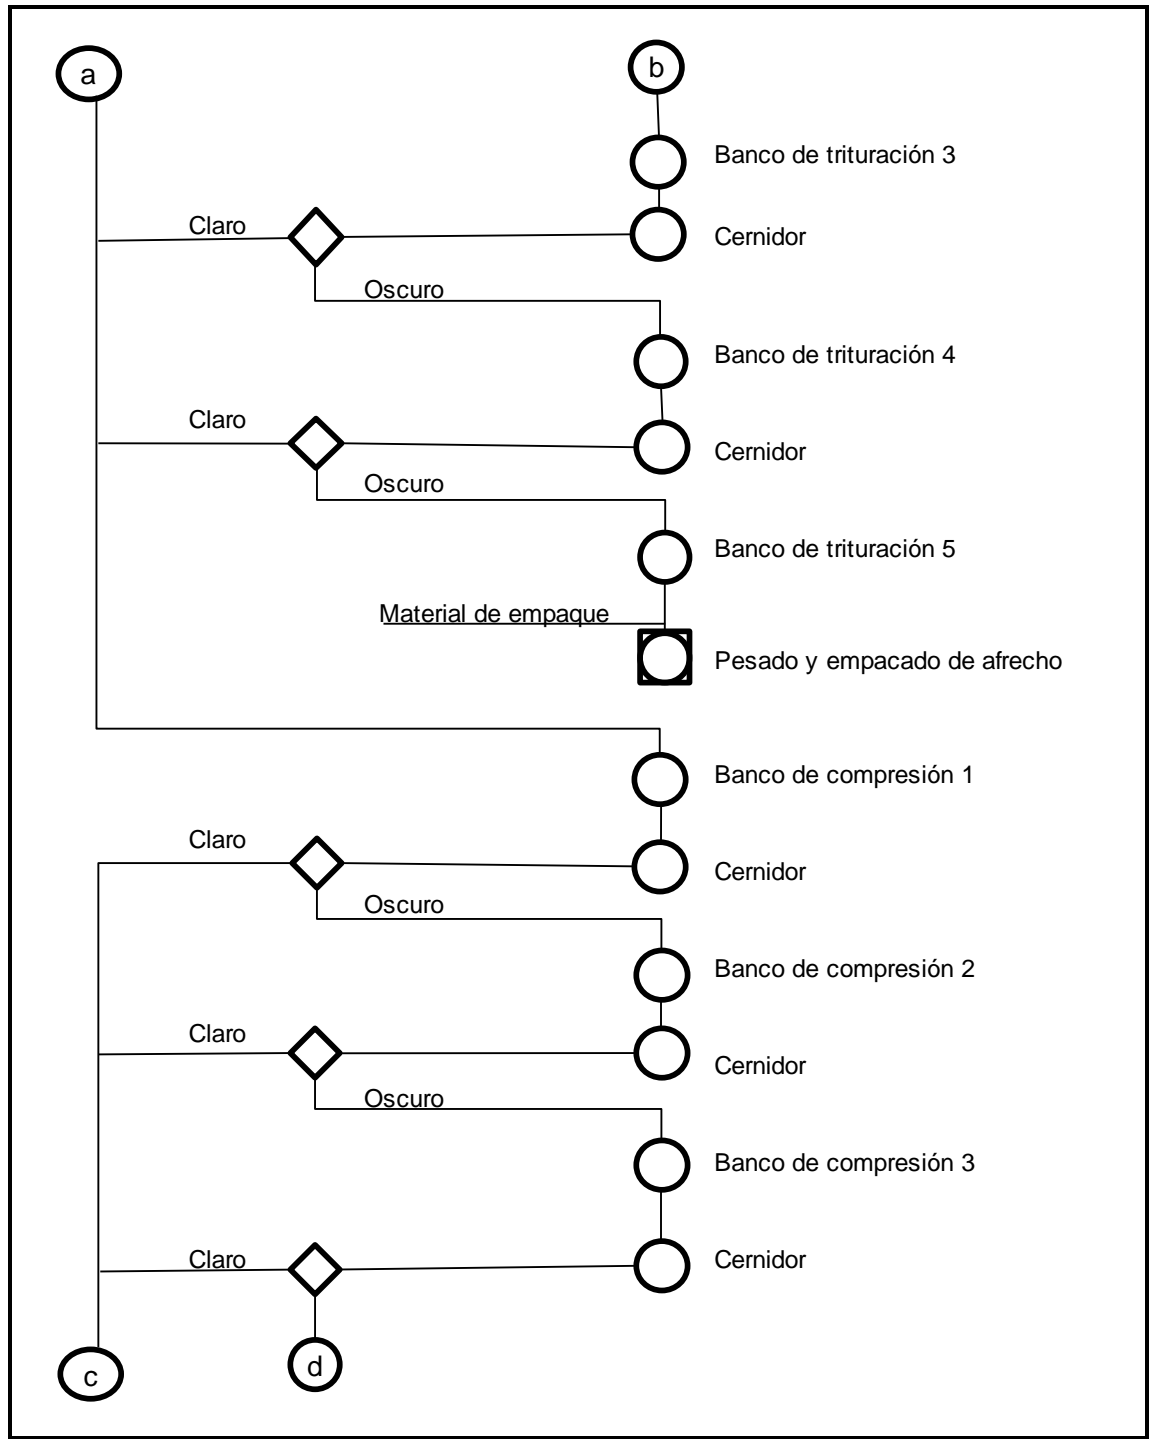 a
b
Banco de trituración 3
Claro
Cernidor
Oscuro
Banco de trituración 4
Claro
Cernidor
Oscuro
Banco de trituración 5
Material de empaque
Pesado y empacado de afrecho
Banco de compresión 1
Claro
Cernidor
Oscuro
Banco de compresión 2
Claro
Cernidor
Oscuro
Banco de compresión 3
Claro
Cernidor
c
d